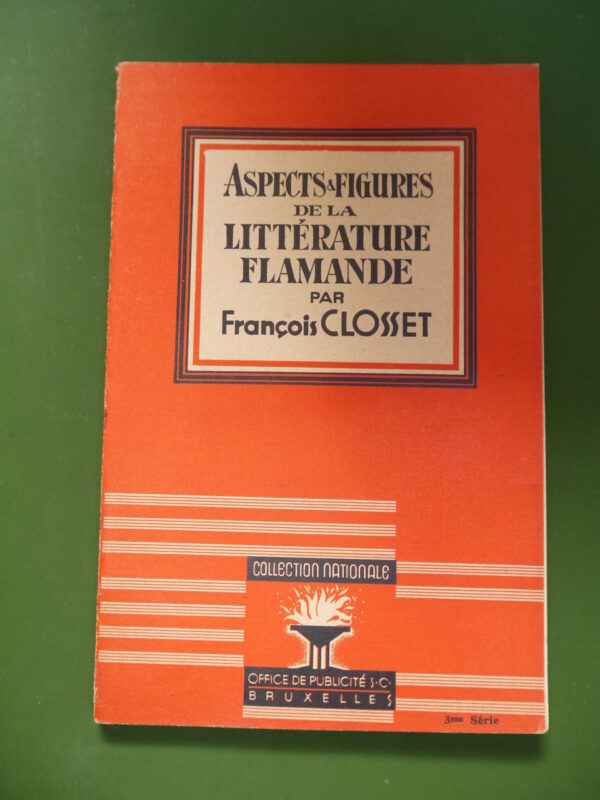 ASPECTS & FIGURES
DE LA
LITTÉRATURE
FLAMANDE
PAR
François CLOSSET
COLLECTION NATIONALE
OFFICE DE PUBLICITÉ S·C·
BRUXELLES
3me Série